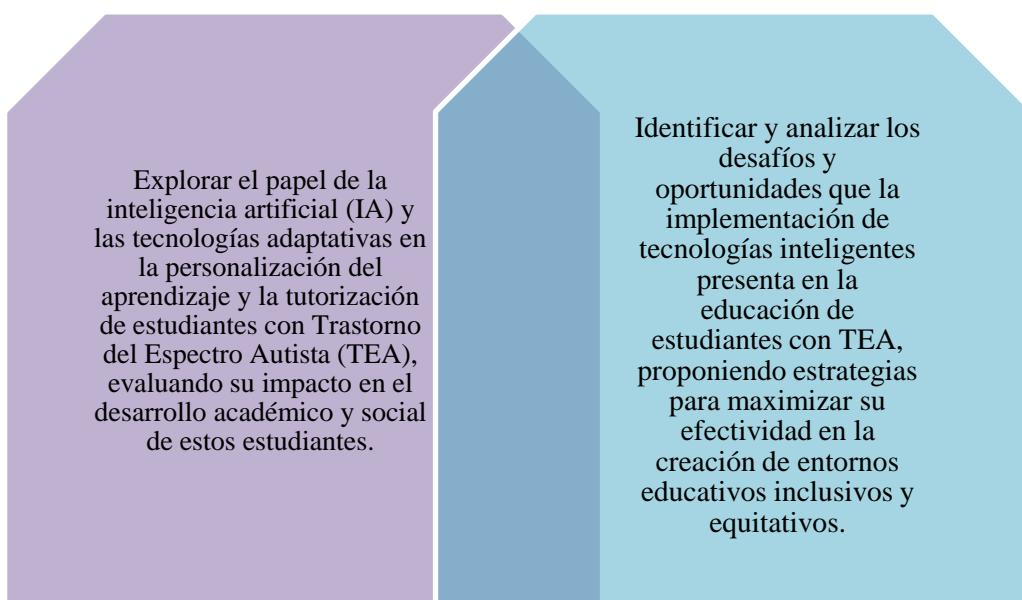 Explorar el papel de la
inteligencia artificial (IA) y
las tecnologías adaptativas en
la personalización del
aprendizaje y la tutorización
de estudiantes con Trastorno
del Espectro Autista (TEA),
evaluando su impacto en el
desarrollo académico y social
de estos estudiantes.
Identificar y analizar los
desafíos y
oportunidades que la
implementación de
tecnologías inteligentes
presenta en la
educación de
estudiantes con TEA,
proponiendo estrategias
para maximizar su
efectividad en la
creación de entornos
educativos inclusivos y
equitativos.